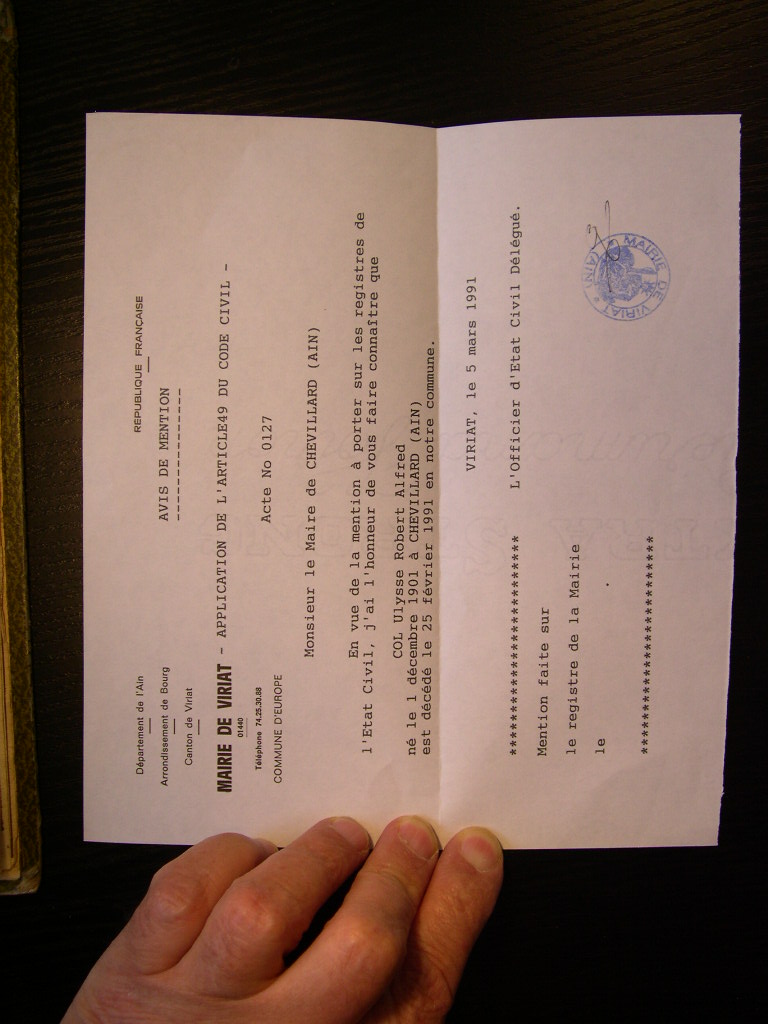 Département de l'Ain
REPUBLIQUE FRANÇAISE
Arrondissement de Bourg
AVIS DE MENTION
Canton de Viriat
MAIRIE DE VIRIAT - APPLICATION DE L'ARTICLE49 DU CODE CIVIL -
01440
Téléphone 74.25.30.88
Acte No 0127
COMMUNE D'EUROPE
Monsieur le Maire de CHEVILLARD (AIN)
En vue de la mention à porter sur les registres de
l'Etat Civil, j'ai l'honneur de vous faire connaître que
COL Ulysse Robert Alfred
né le 1 décembre 1901 à CHEVILLARD (AIN)
est décédé le 25 février 1991 en notre commune.
VIRIAT, le 5 mars 1991
L'Officier d'Etat Civil Délégué.
**************************
Mention faite sur
le registre de la Mairie
le
**************************
MAIRIE DE VIRIAT * (AIN) *